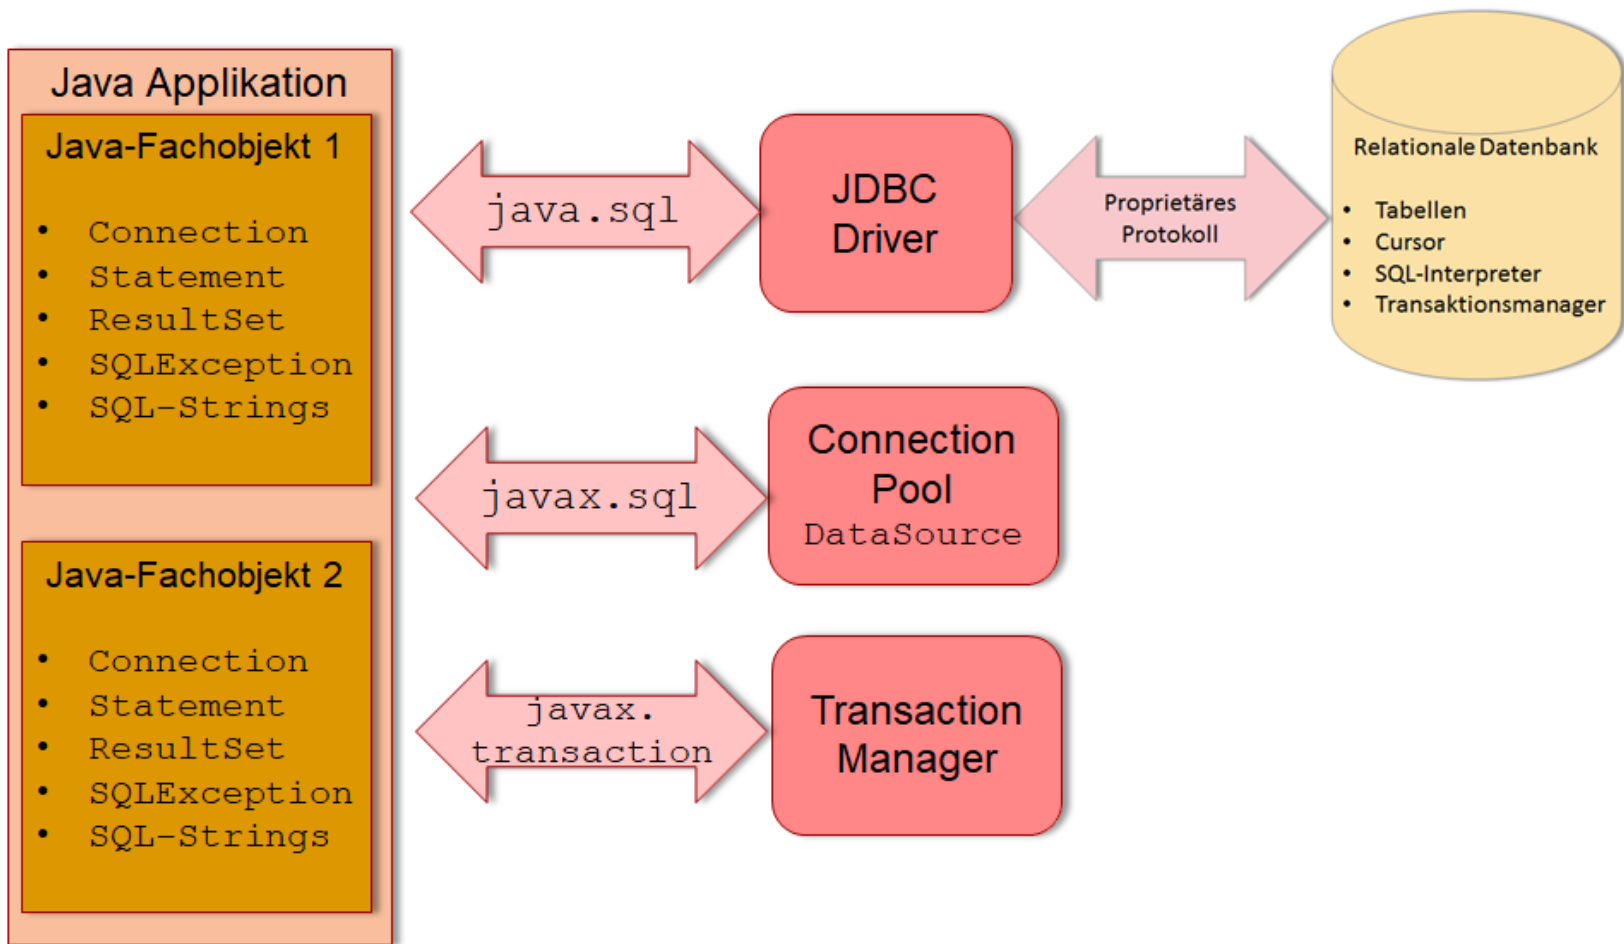 Java Applikation
Java-Fachobjekt 1
• Connection
• Statement
• ResultSet
• SQLException
• SQL-Strings
Java-Fachobjekt 2
• Connection
• Statement
• ResultSet
• SQLException
• SQL-Strings
java.sql
JDBC
Driver
Proprietäres
Protokoll
Relationale Datenbank
• Tabellen
• Cursor
• SQL-Interpreter
• Transaktionsmanager
javax.sql
Connection
Pool
DataSource
javax.
transaction
Transaction
Manager